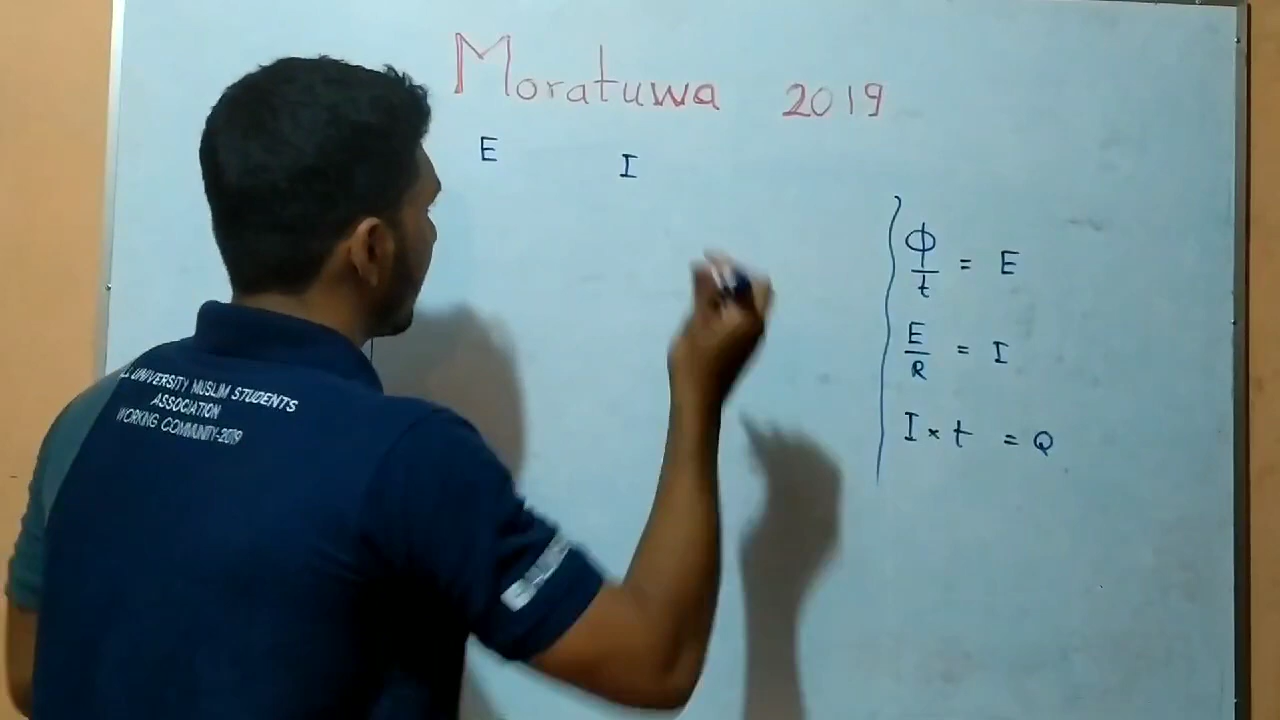 Moratuwa 2019
E I
Φ/t = E
E/R = I
I × t = Q
UNIVERSITY MUSLIM STUDENTS
ASSOCIATION
WORKING COMMUNITY-2019